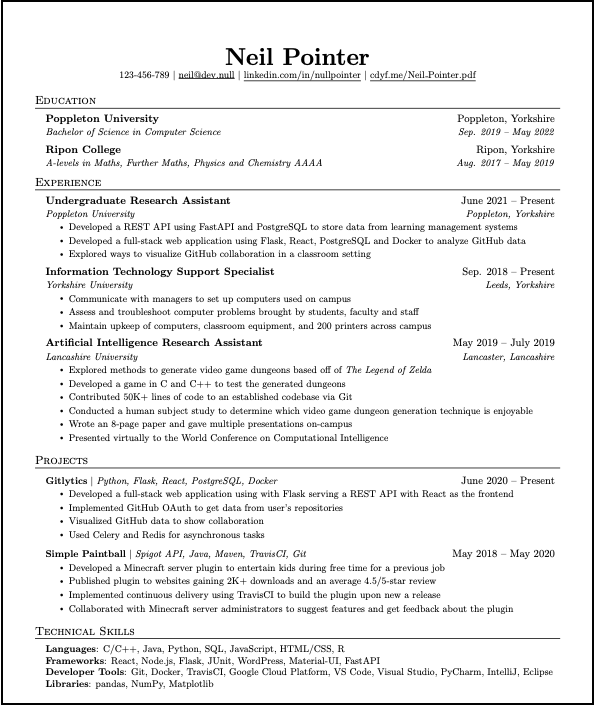 Neil Pointer
123-456-789 | neil@dev.null | linkedin.com/in/nullpointer | cdyf.me/Neil_Pointer.pdf
Education
Poppleton University Poppleton, Yorkshire
Bachelor of Science in Computer Science Sep. 2019 – May 2022
Ripon College Ripon, Yorkshire
A-levels in Maths, Further Maths, Physics and Chemistry AAAA Aug. 2017 – May 2019
Experience
Undergraduate Research Assistant June 2021 – Present
Poppleton University Poppleton, Yorkshire
• Developed a REST API using FastAPI and PostgreSQL to store data from learning management systems
• Developed a full-stack web application using Flask, React, PostgreSQL and Docker to analyze GitHub data
• Explored ways to visualize GitHub collaboration in a classroom setting
Information Technology Support Specialist Sep. 2018 – Present
Yorkshire University Leeds, Yorkshire
• Communicate with managers to set up computers used on campus
• Assess and troubleshoot computer problems brought by students, faculty and staff
• Maintain upkeep of computers, classroom equipment, and 200 printers across campus
Artificial Intelligence Research Assistant May 2019 – July 2019
Lancashire University Lancaster, Lancashire
• Explored methods to generate video game dungeons based off of The Legend of Zelda
• Developed a game in C and C++ to test the generated dungeons
• Contributed 50K+ lines of code to an established codebase via Git
• Conducted a human subject study to determine which video game dungeon generation technique is enjoyable
• Wrote an 8-page paper and gave multiple presentations on-campus
• Presented virtually to the World Conference on Computational Intelligence
Projects
Gitlytics | Python, Flask, React, PostgreSQL, Docker June 2020 – Present
• Developed a full-stack web application using with Flask serving a REST API with React as the frontend
• Implemented GitHub OAuth to get data from user's repositories
• Visualized GitHub data to show collaboration
• Used Celery and Redis for asynchronous tasks
Simple Paintball | Spigot API, Java, Maven, TravisCI, Git May 2018 – May 2020
• Developed a Minecraft server plugin to entertain kids during free time for a previous job
• Published plugin to websites gaining 2K+ downloads and an average 4.5/5-star review
• Implemented continuous delivery using TravisCI to build the plugin upon new a release
• Collaborated with Minecraft server administrators to suggest features and get feedback about the plugin
Technical Skills
Languages: C/C++, Java, Python, SQL, JavaScript, HTML/CSS, R
Frameworks: React, Node.js, Flask, JUnit, WordPress, Material-UI, FastAPI
Developer Tools: Git, Docker, TravisCI, Google Cloud Platform, VS Code, Visual Studio, PyCharm, IntelliJ, Eclipse
Libraries: pandas, NumPy, Matplotlib